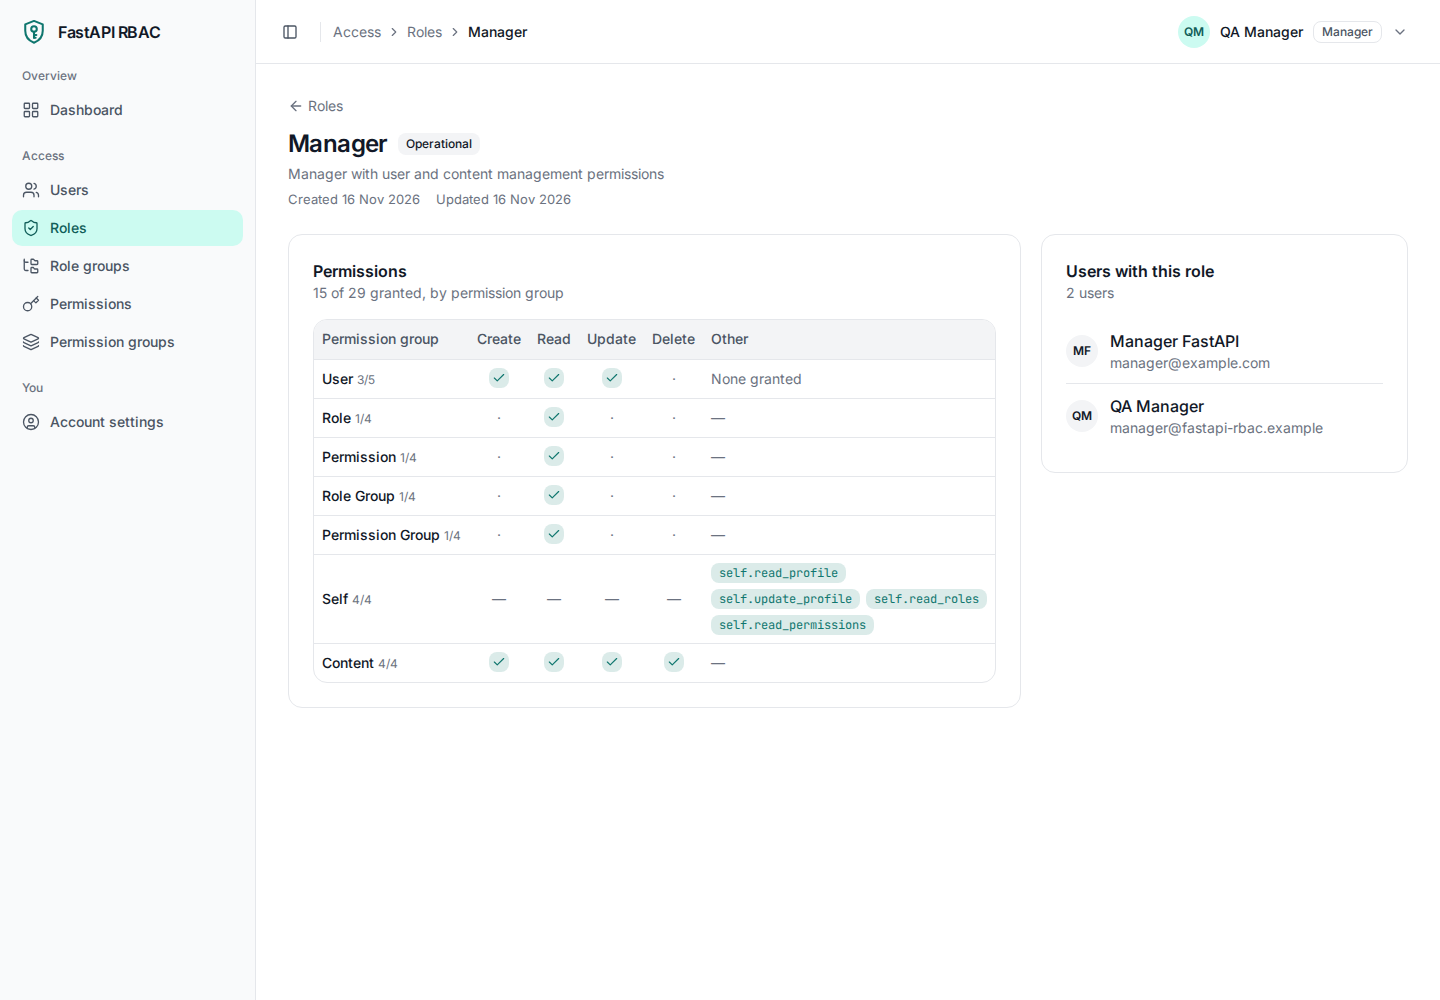 FastAPI RBAC
Overview
Dashboard
Access
Users
Roles
Role groups
Permissions
Permission groups
You
Account settings
Access > Roles > Manager
QM QA Manager Manager
← Roles
Manager Operational
Manager with user and content management permissions
Created 16 Nov 2026 Updated 16 Nov 2026
Permissions
15 of 29 granted, by permission group
Permission group Create Read Update Delete Other
User 3/5 ✓ ✓ ✓ · None granted
Role 1/4 · ✓ · · —
Permission 1/4 · ✓ · · —
Role Group 1/4 · ✓ · · —
Permission Group 1/4 · ✓ · · —
self.read_profile
Self 4/4 — — — — self.update_profile self.read_roles
self.read_permissions
Content 4/4 ✓ ✓ ✓ ✓ —
Users with this role
2 users
MF Manager FastAPI
manager@example.com
QM QA Manager
manager@fastapi-rbac.example